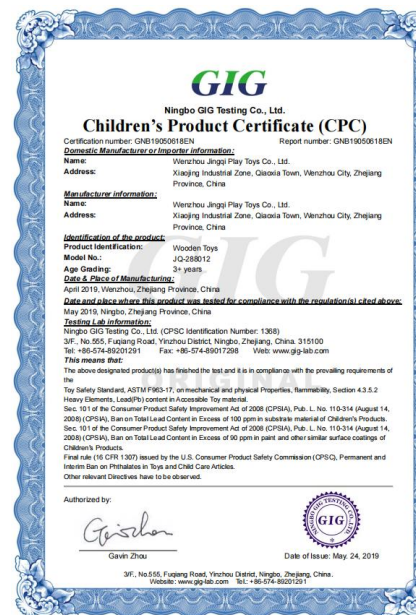 GIG
Ningbo GIG Testing Co., Ltd.
Children's Product Certificate (CPC)
Certification number: GNB19050618EN Report number: GNB19050618EN
Domestic Manufacturer or Importer information:
Name: Wenzhou Jingqi Play Toys Co., Ltd.
Address: Xiaojing Industrial Zone, Qiaoxia Town, Wenzhou City, Zhejiang
Province, China
Manufacturer information:
Name: Wenzhou Jingqi Play Toys Co., Ltd.
Address: Xiaojing Industrial Zone, Qiaoxia Town, Wenzhou City, Zhejiang
Province, China
Identification of the product:
Product Identification: Wooden Toys
Model No.: JQ-288012
Age Grading: 3+ years
Date & Place of Manufacturing:
April 2019, Wenzhou, Zhejiang Province, China
Date and place where this product was tested for compliance with the regulation(s) cited above:
May 2019, Ningbo, Zhejiang Province, China
Testing Lab information:
Ningbo GIG Testing Co., Ltd. (CPSC Identification Number: 1368)
3/F., No.555, Fuqiang Road, Yinzhou District, Ningbo, Zhejiang, China. 315100
Tel: +86-574-89201291 Fax: +86-574-89017298 Web: www.gig-lab.com
This means that:
The above designated product(s) has finished the test and it is in compliance with the prevailing requirements of
the
Toy Safety Standard, ASTM F963-17, on mechanical and physical Properties, flammability, Section 4.3.5.2
Heavy Elements, Lead(Pb) content in Accessible Toy material.
Sec. 101 of the Consumer Product Safety Improvement Act of 2008 (CPSIA), Pub. L. No. 110-314 (August 14,
2008) (CPSIA), Ban on Total Lead Content in Excess of 100 ppm in substrate material of Children's Products.
Sec. 101 of the Consumer Product Safety Improvement Act of 2008 (CPSIA), Pub. L. No. 110-314 (August 14,
2008) (CPSIA), Ban on Total Lead Content in Excess of 90 ppm in paint and other similar surface coatings of
Children's Products.
Final rule (16 CFR 1307) issued by the U.S. Consumer Product Safety Commission (CPSC), Permanent and
Interim Ban on Phthalates in Toys and Child Care Articles.
Other relevant Directives have to be observed.
GIG
ORIGINAL
Authorized by:
NINGBO GIG TESTING CO., LTD.
GIG
Gavin Zhou Date of Issue: May. 24, 2019
3/F., No.555, Fuqiang Road, Yinzhou District, Ningbo, Zhejiang, China.
Website: www.gig-lab.com Tel.: +86-574-89201291